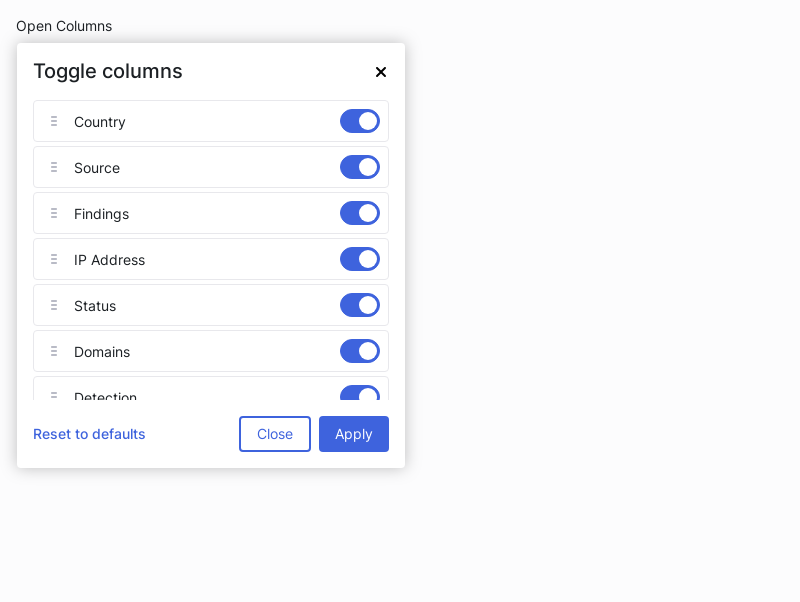 Open Columns
Toggle columns
Country
Source
Findings
IP Address
Status
Domains
Detection
Reset to defaults
Close
Apply